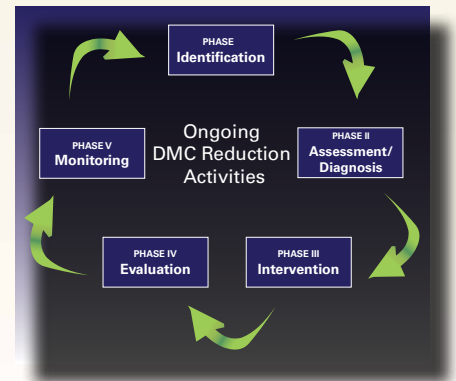 PHASE
Identification
PHASE II
Assessment/
Diagnosis
PHASE III
Intervention
PHASE IV
Evaluation
PHASE V
Monitoring
Ongoing
DMC Reduction
Activities